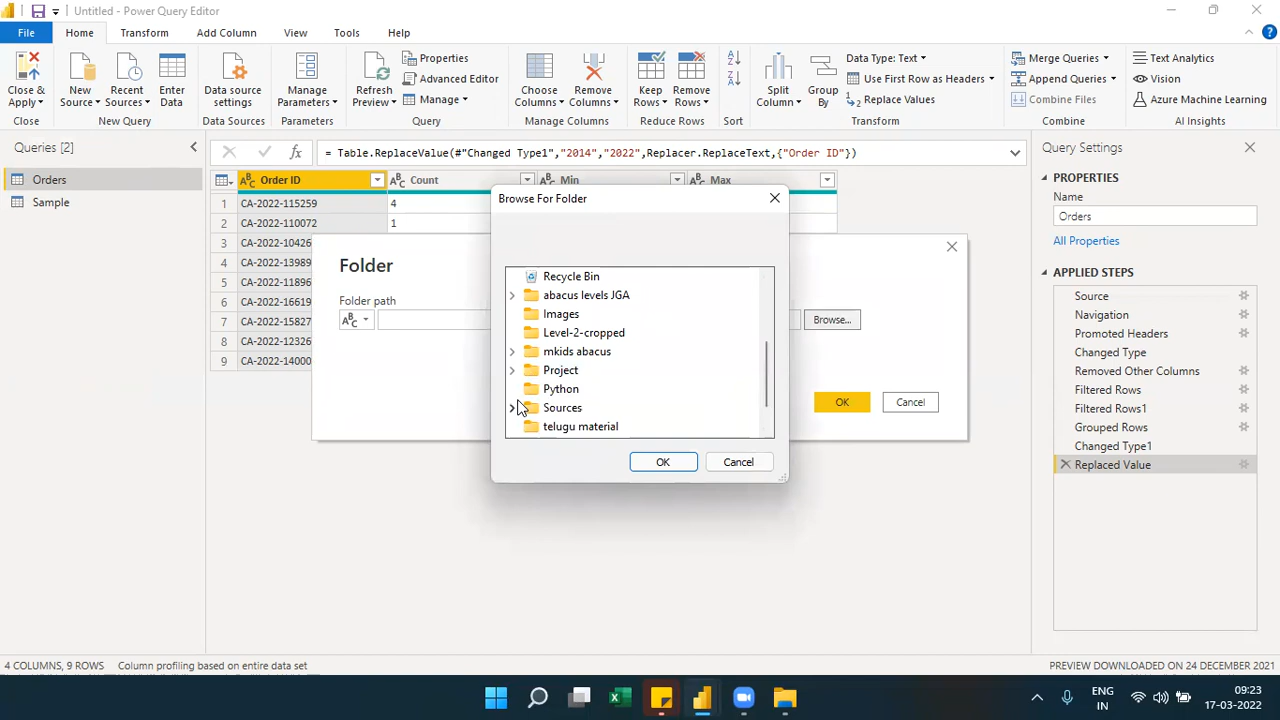 Untitled - Power Query Editor
File Home Transform Add Column View Tools Help
Close & Apply New Source Recent Sources Enter Data Data source settings Manage Parameters Refresh Preview Properties Advanced Editor Manage Choose Columns Remove Columns Keep Rows Remove Rows Split Column Group By Data Type: Text Use First Row as Headers Replace Values Merge Queries Append Queries Combine Files Text Analytics Vision Azure Machine Learning
Close New Query Data Sources Parameters Query Manage Columns Reduce Rows Sort Transform Combine AI Insights
Queries [2]
Orders
Sample
= Table.ReplaceValue(#"Changed Type1","2014","2022",Replacer.ReplaceText,{"Order ID"})
Order ID Count Min Max
1 CA-2022-115259 4
2 CA-2022-110072 1
3 CA-2022-10426
4 CA-2022-13989
5 CA-2022-11896
6 CA-2022-16619
7 CA-2022-15827
8 CA-2022-12326
9 CA-2022-14000
Folder
Folder path
Browse...
OK Cancel
Browse For Folder
Recycle Bin
abacus levels JGA
Images
Level-2-cropped
mkids abacus
Project
Python
Sources
telugu material
OK Cancel
Query Settings
PROPERTIES
Name
Orders
All Properties
APPLIED STEPS
Source
Navigation
Promoted Headers
Changed Type
Removed Other Columns
Filtered Rows
Filtered Rows1
Grouped Rows
Changed Type1
Replaced Value
4 COLUMNS, 9 ROWS Column profiling based on entire data set PREVIEW DOWNLOADED ON 24 DECEMBER 2021
ENG IN
09:23
17-03-2022